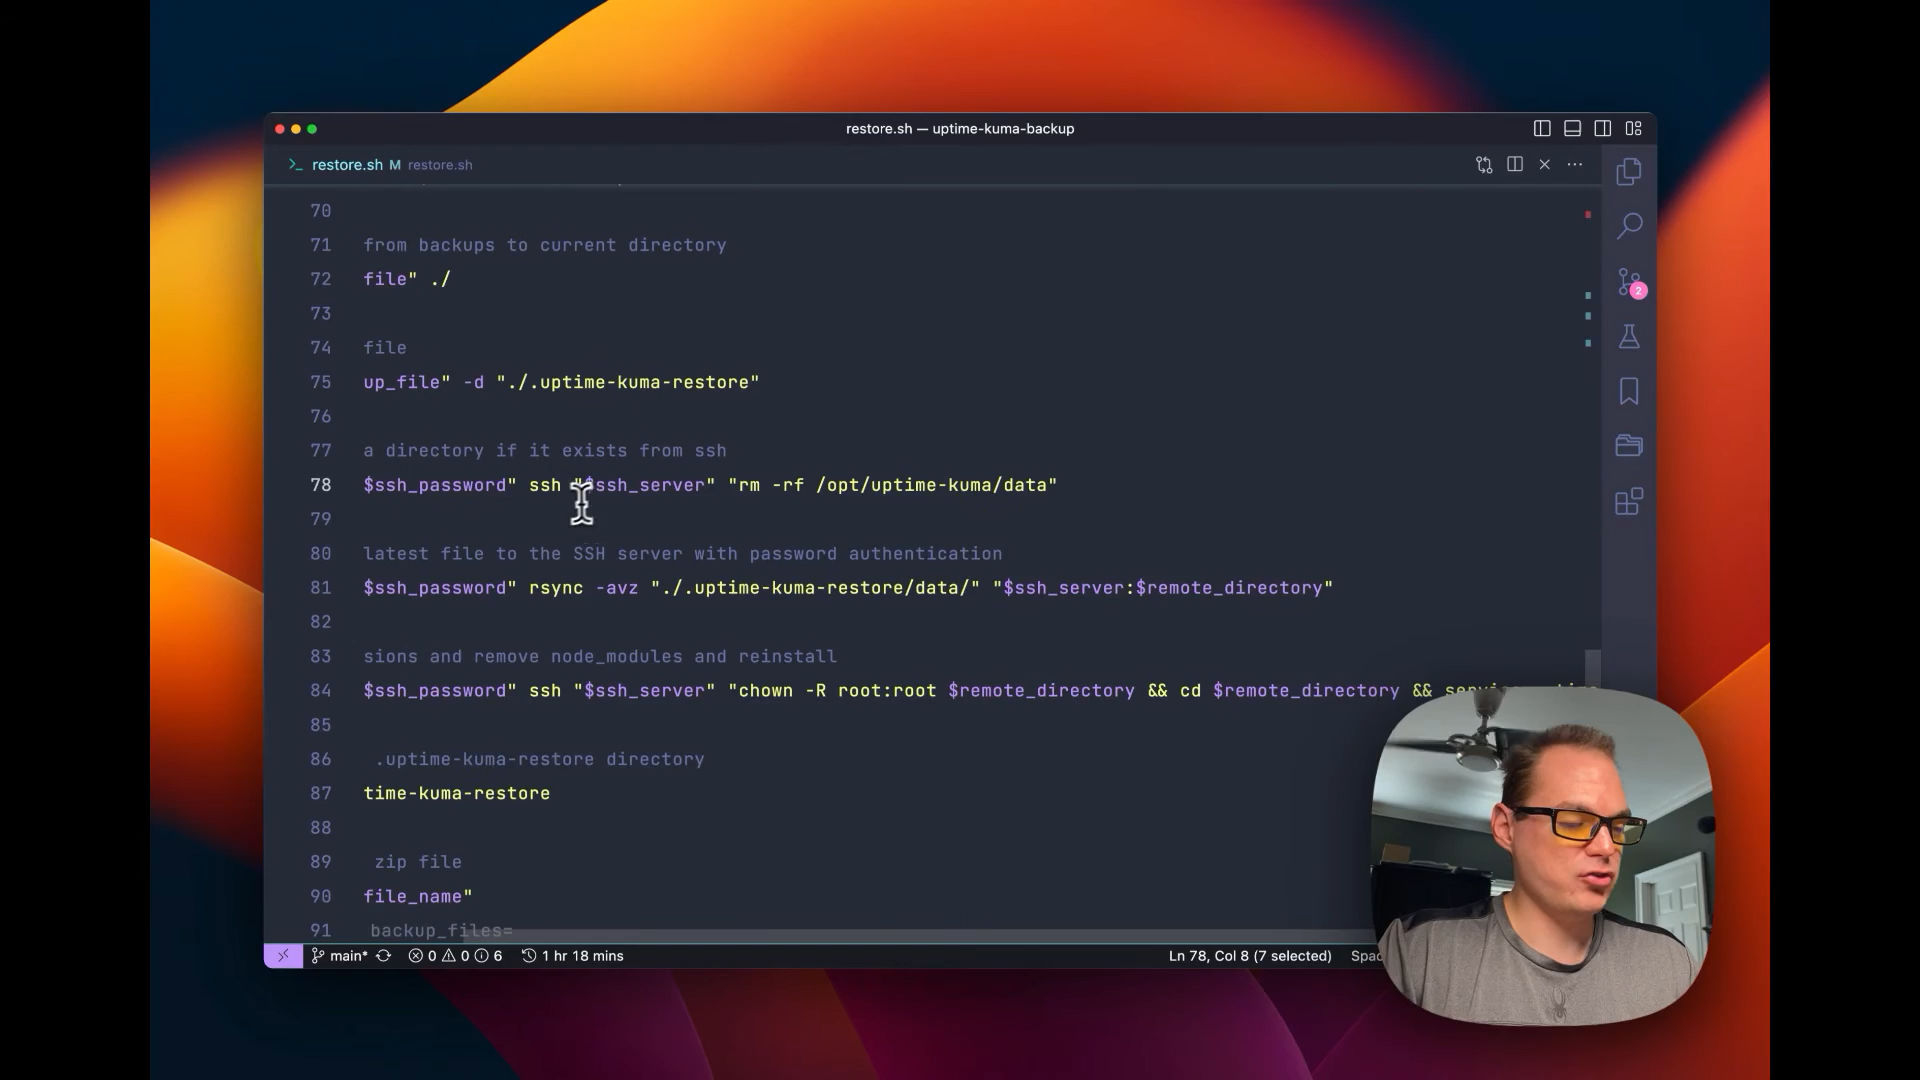 restore.sh — uptime-kuma-backup
restore.sh M restore.sh
70
71 from backups to current directory
72 file" ./
73
74 file
75 up_file" -d "./.uptime-kuma-restore"
76
77 a directory if it exists from ssh
78 $ssh_password" ssh "$ssh_server" "rm -rf /opt/uptime-kuma/data"
79
80 latest file to the SSH server with password authentication
81 $ssh_password" rsync -avz "./.uptime-kuma-restore/data/" "$ssh_server:$remote_directory"
82
83 sions and remove node_modules and reinstall
84 $ssh_password" ssh "$ssh_server" "chown -R root:root $remote_directory && cd $remote_directory &&
85
86 .uptime-kuma-restore directory
87 time-kuma-restore
88
89 zip file
90 file_name"
91 backup_files=
2
main* 0 0 6 1 hr 18 mins Ln 78, Col 8 (7 selected)